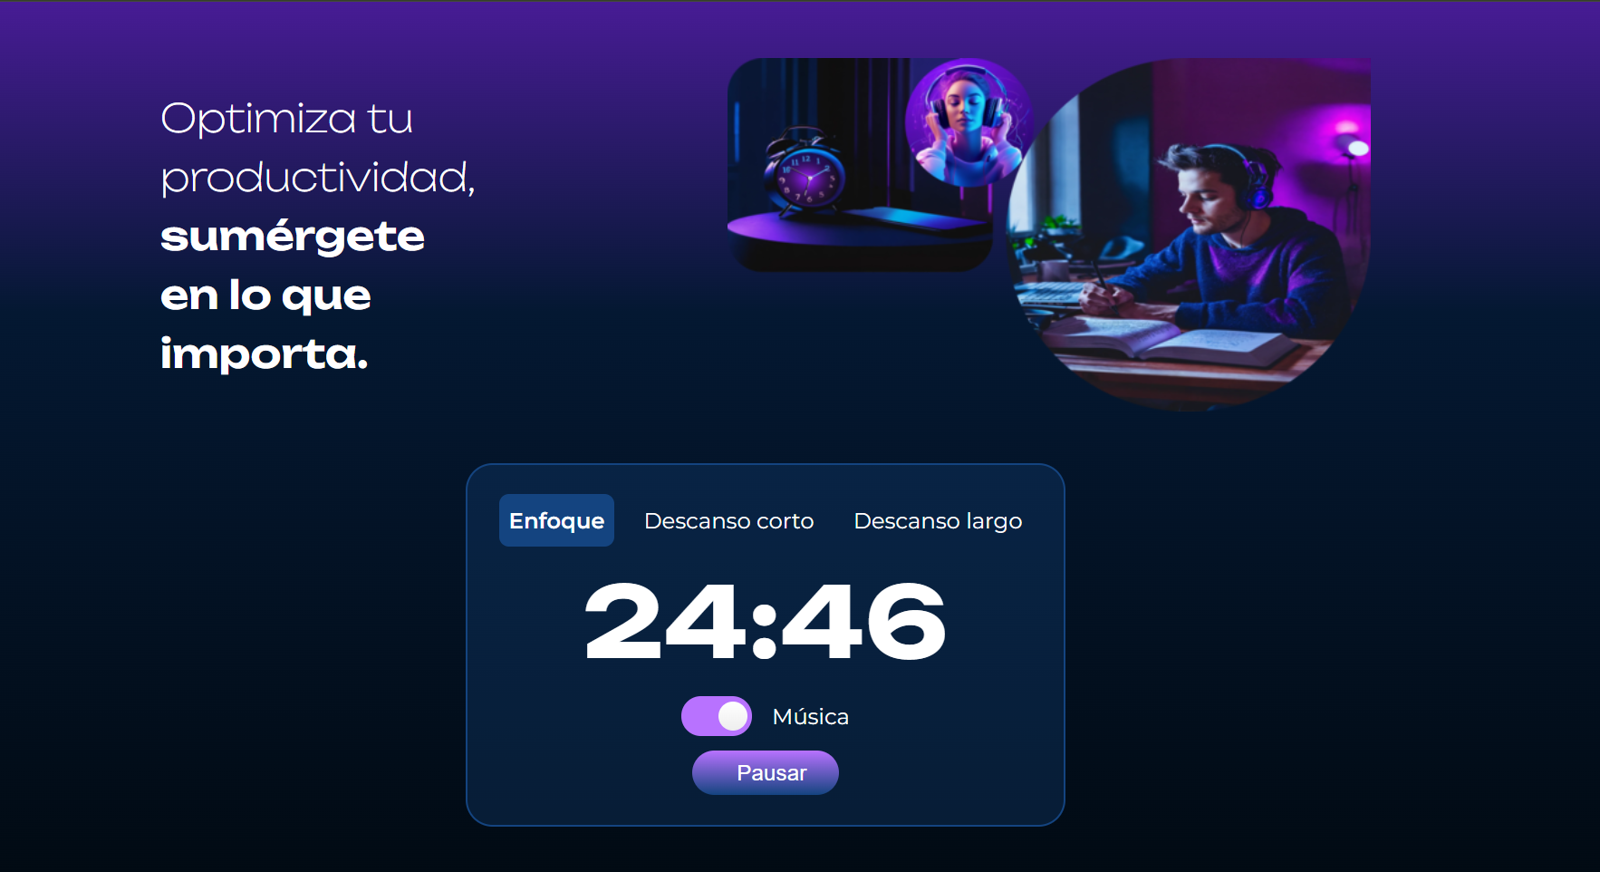 Optimiza tu
productividad,
sumérgete
en lo que
importa.
Enfoque
Descanso corto
Descanso largo
24:46
Música
Pausar